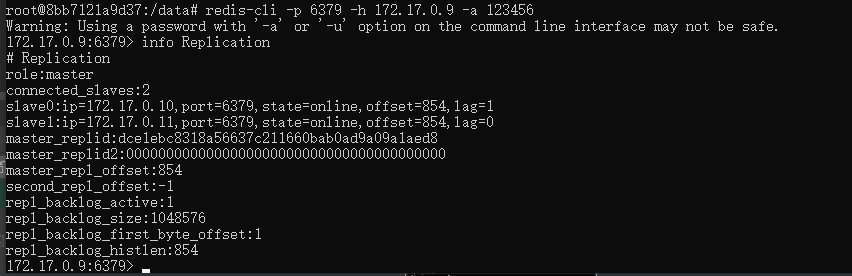 root@8bb7121a9d37:/data# redis-cli -p 6379 -h 172.17.0.9 -a 123456
Warning: Using a password with '-a' or '-u' option on the command line interface may not be safe.
172.17.0.9:6379> info Replication
# Replication
role:master
connected_slaves:2
slave0:ip=172.17.0.10,port=6379,state=online,offset=854,lag=1
slave1:ip=172.17.0.11,port=6379,state=online,offset=854,lag=0
master_replid:dce1ebc8318a56637c211660bab0ad9a09a1aed8
master_replid2:0000000000000000000000000000000000000000
master_repl_offset:854
second_repl_offset:-1
repl_backlog_active:1
repl_backlog_size:1048576
repl_backlog_first_byte_offset:1
repl_backlog_histlen:854
172.17.0.9:6379>